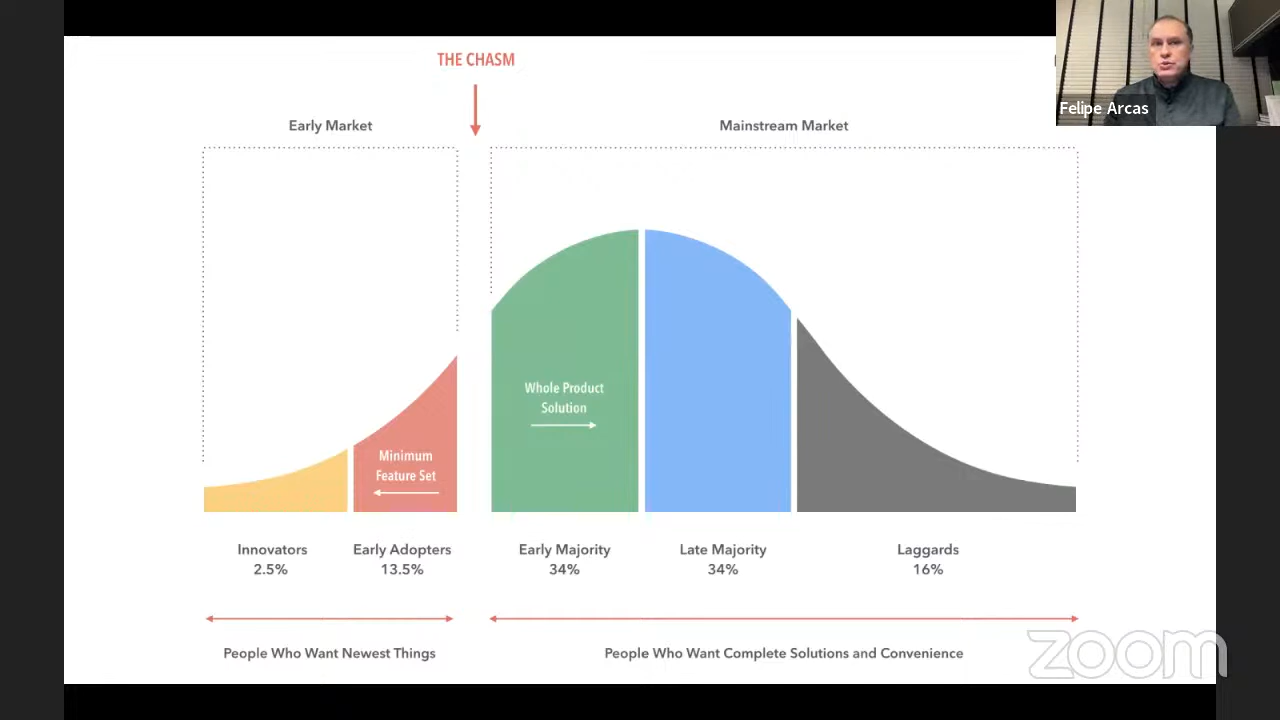 THE CHASM
Felipe Arcas
Early Market
Mainstream Market
Whole Product
Solution
Minimum
Feature Set
Innovators
2.5%
Early Adopters
13.5%
Early Majority
34%
Late Majority
34%
Laggards
16%
People Who Want Newest Things
People Who Want Complete Solutions and Convenience
zoom